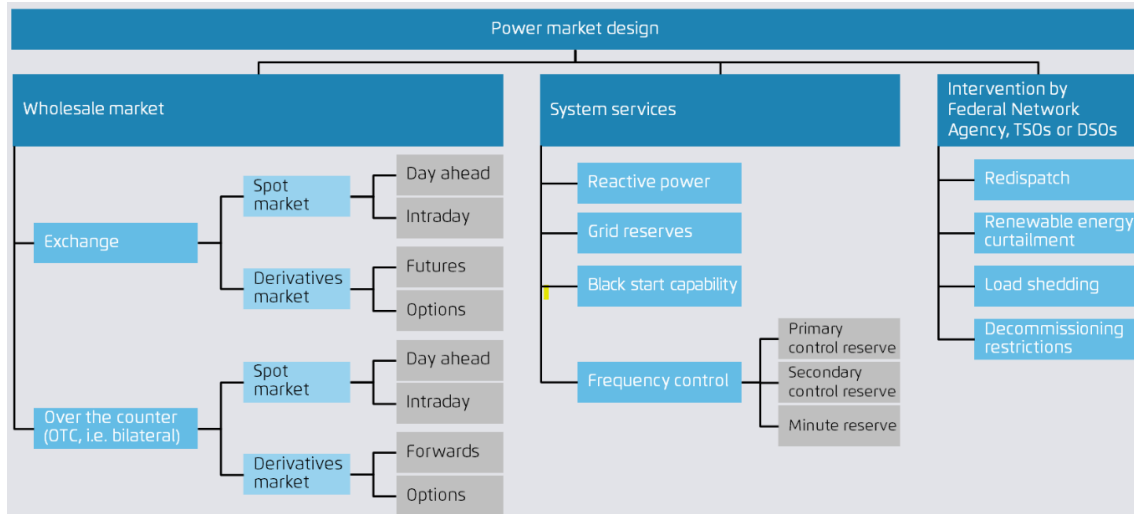 Power market design
Wholesale market
Exchange
Spot
market
Day ahead
Intraday
Derivatives
market
Futures
Options
Over the counter
(OTC, i.e. bilateral)
Spot
market
Day ahead
Intraday
Derivatives
market
Forwards
Options
System services
Reactive power
Grid reserves
Black start capability
Frequency control
Primary
control reserve
Secondary
control reserve
Minute reserve
Intervention by
Federal Network
Agency, TSOs or DSOs
Redispatch
Renewable energy
curtailment
Load shedding
Decommissioning
restrictions